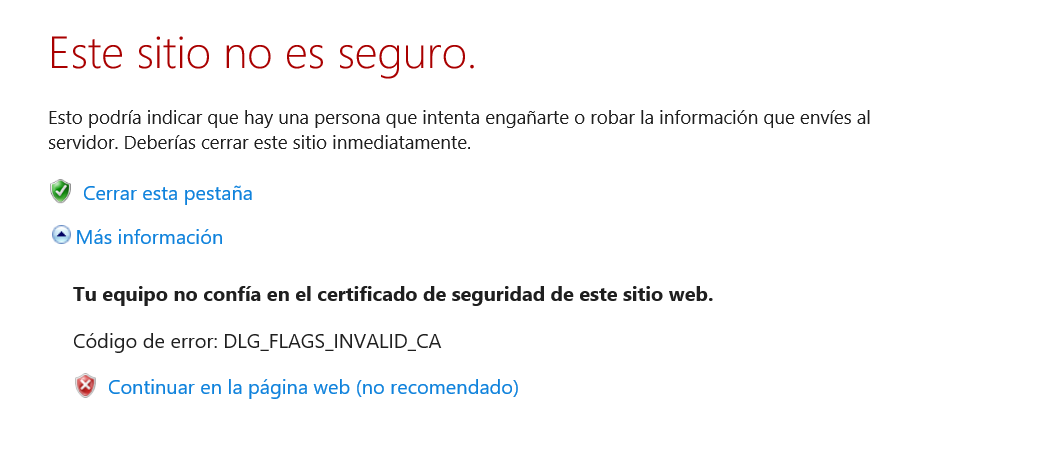 Este sitio no es seguro.
Esto podría indicar que hay una persona que intenta engañarte o robar la información que envíes al
servidor. Deberías cerrar este sitio inmediatamente.
Cerrar esta pestaña
Más información
Tu equipo no confía en el certificado de seguridad de este sitio web.
Código de error: DLG_FLAGS_INVALID_CA
Continuar en la página web (no recomendado)